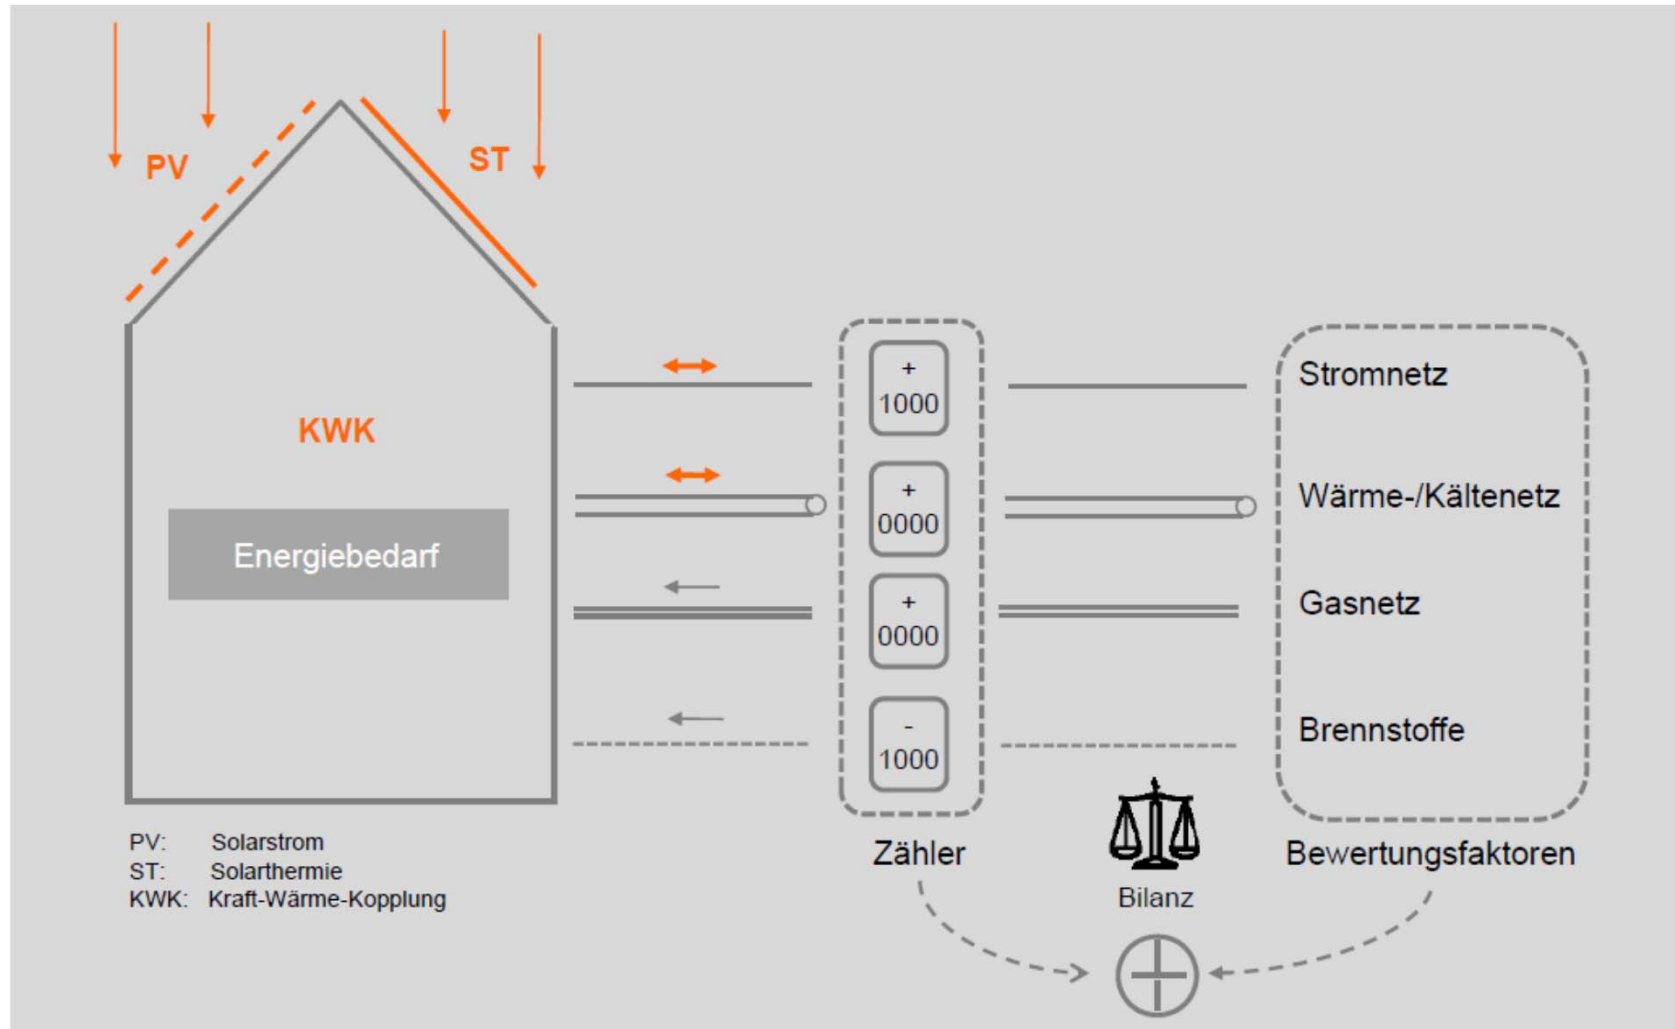 PV
ST
KWK
Energiebedarf
+
1000
Stromnetz
+
0000
Wärme-/Kältenetz
+
0000
Gasnetz
-
1000
Brennstoffe
Zähler
Bilanz
Bewertungsfaktoren
PV: Solarstrom
ST: Solarthermie
KWK: Kraft-Wärme-Kopplung